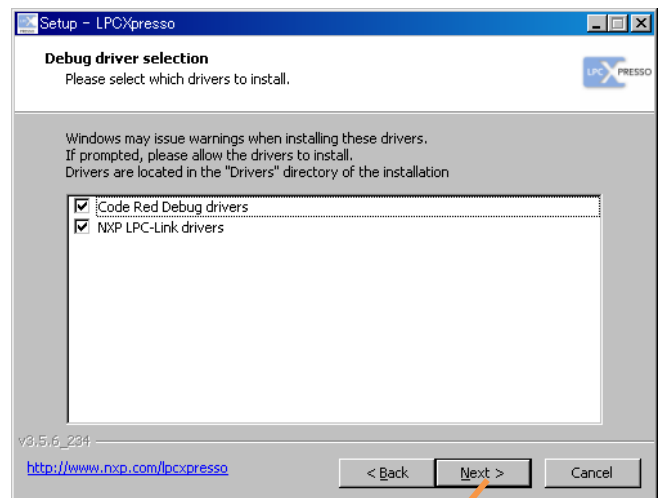 Setup - LPCXpresso
Debug driver selection
Please select which drivers to install.
LPC XPRESSO
Windows may issue warnings when installing these drivers.
If prompted, please allow the drivers to install.
Drivers are located in the "Drivers" directory of the installation
Code Red Debug drivers
NXP LPC-Link drivers
v3.5.6_234
http://www.nxp.com/lpcxpresso
< Back
Next >
Cancel